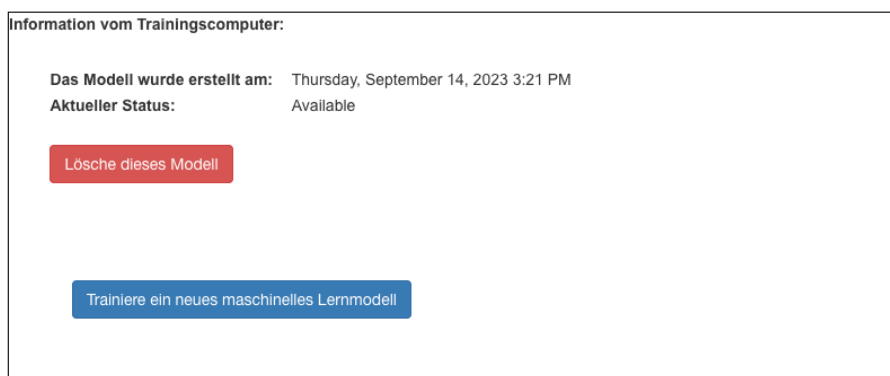 Information vom Trainingscomputer:
Das Modell wurde erstellt am: Thursday, September 14, 2023 3:21 PM
Aktueller Status: Available
Lösche dieses Modell
Trainiere ein neues maschinelles Lernmodell